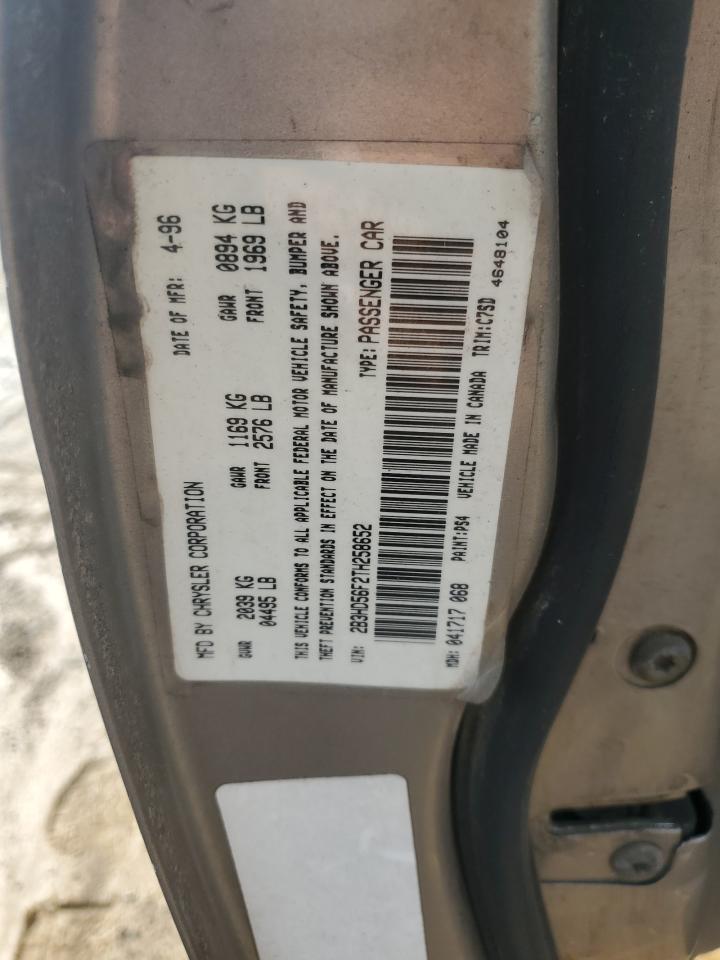 MFD BY CHRYSLER CORPORATION DATE OF MFR: 4-96
GVWR 2039 KG GAWR 1169 KG GAWR 0894 KG
04495 LB FRONT 2576 LB FRONT 1969 LB
THIS VEHICLE CONFORMS TO ALL APPLICABLE FEDERAL MOTOR VEHICLE SAFETY, BUMPER AND
THEFT PREVENTION STANDARDS IN EFFECT ON THE DATE OF MANUFACTURE SHOWN ABOVE.
VIN: 2B3HD56F2TH258652 TYPE: PASSENGER CAR
MDH: 041717 068 PAINT:PS4 VEHICLE MADE IN CANADA TRIM:C7SD
4648104